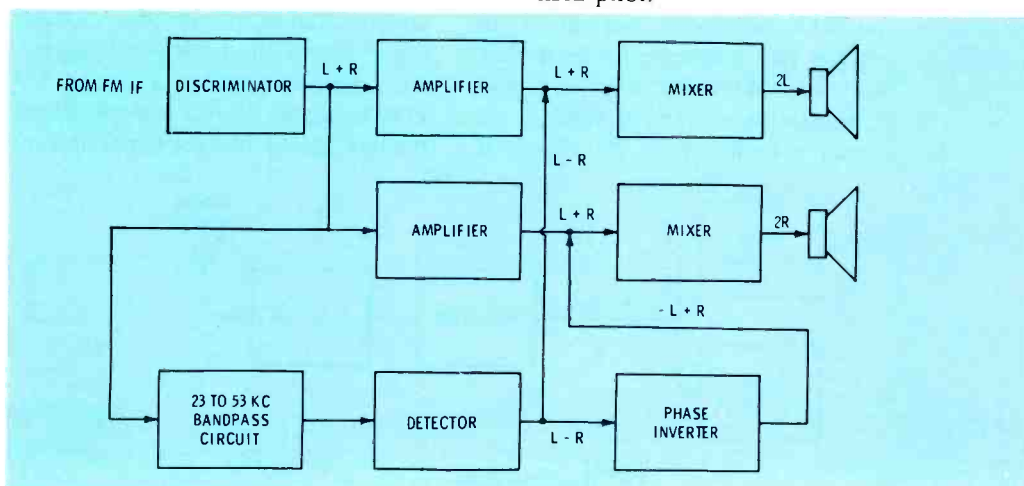 pilot.
FROM FM IF
DISCRIMINATOR
L + R
AMPLIFIER
L + R
MIXER
2L
L - R
AMPLIFIER
L + R
MIXER
2R
- L + R
23 TO 53 KC
BANDPASS
CIRCUIT
DETECTOR
L - R
PHASE
INVERTER